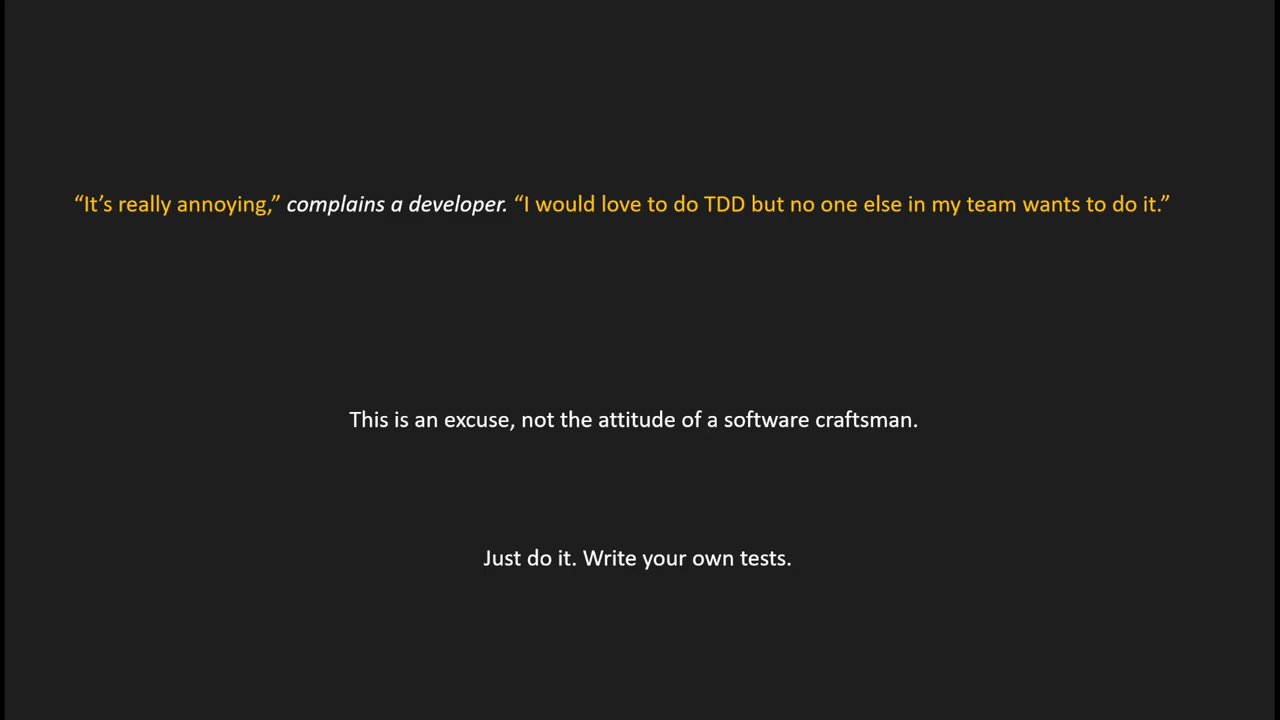 “It’s really annoying,” complains a developer. “I would love to do TDD but no one else in my team wants to do it.”
This is an excuse, not the attitude of a software craftsman.
Just do it. Write your own tests.